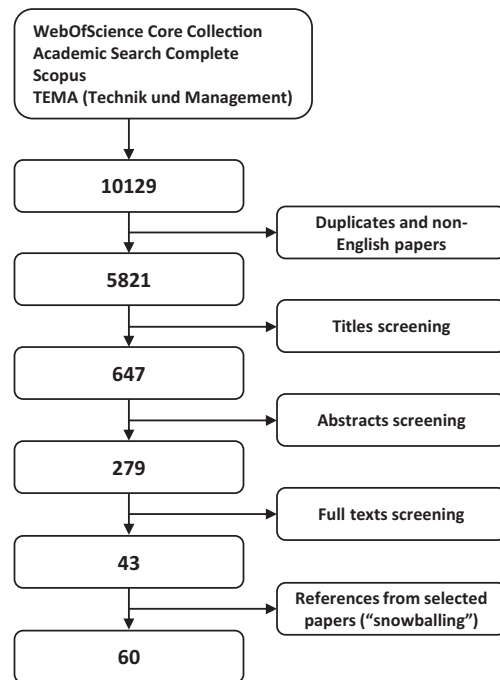 WebOfScience Core Collection
Academic Search Complete
Scopus
TEMA (Technik und Management)
10129
Duplicates and non-
English papers
5821
Titles screening
647
Abstracts screening
279
Full texts screening
43
References from selected
papers (“snowballing”)
60